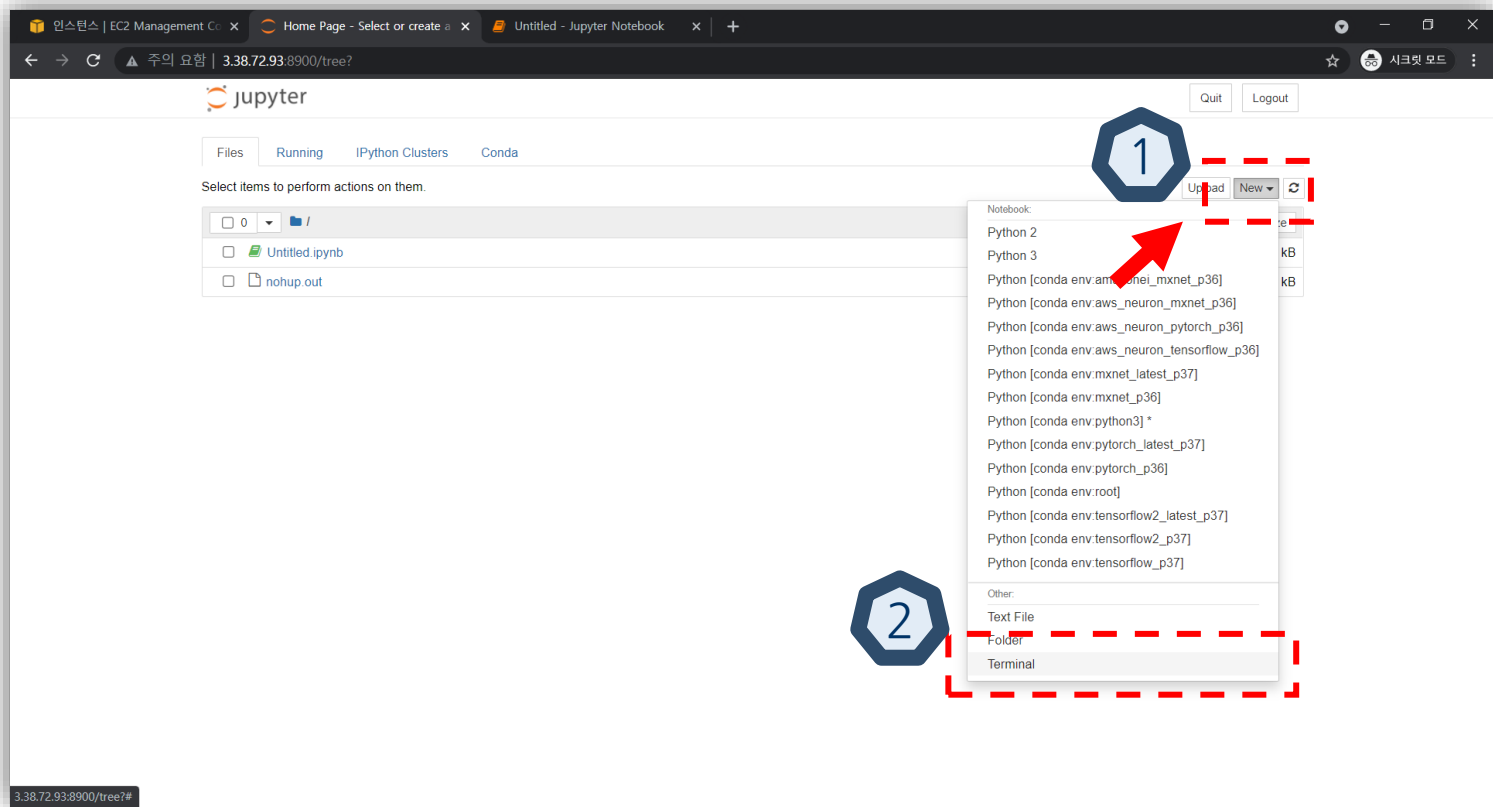 인스턴스 | EC2 Management Co
Home Page - Select or create a
Untitled - Jupyter Notebook
주의 요함 | 3.38.72.93:8900/tree?
시크릿 모드
jupyter
Quit
Logout
Files
Running
IPython Clusters
Conda
1
Select items to perform actions on them.
Upload
New
0
/
Notebook:
Python 2
Untitled.ipynb
kB
Python 3
nohup.out
kB
Python [conda env:aws_neuron_mxnet_p36]
Python [conda env:aws_neuron_pytorch_p36]
Python [conda env:aws_neuron_tensorflow_p36]
Python [conda env:mxnet_latest_p37]
Python [conda env:mxnet_p36]
Python [conda env:python3] *
Python [conda env:pytorch_latest_p37]
Python [conda env:pytorch_p36]
Python [conda env:root]
Python [conda env:tensorflow2_latest_p37]
Python [conda env:tensorflow2_p37]
Python [conda env:tensorflow_p37]
Other:
2
Text File
Folder
Terminal
3.38.72.93:8900/tree?#